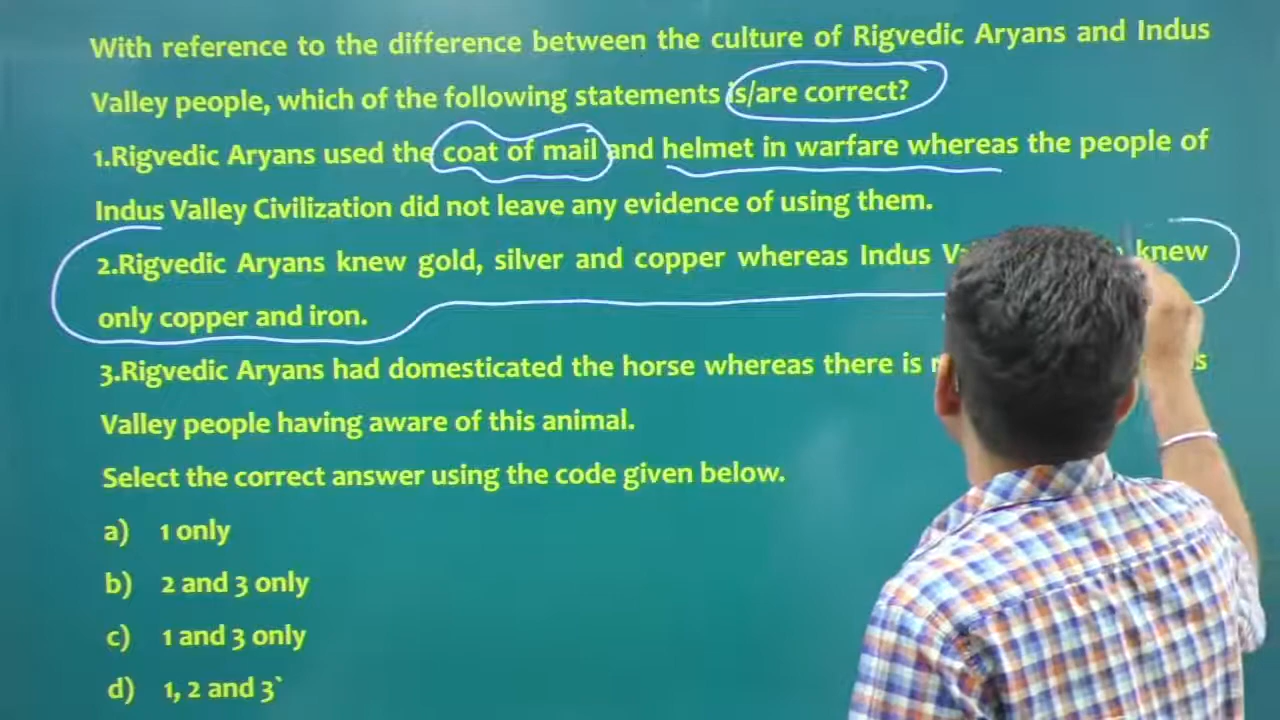 With reference to the difference between the culture of Rigvedic Aryans and Indus
Valley people, which of the following statements is/are correct?
1.Rigvedic Aryans used the coat of mail and helmet in warfare whereas the people of
Indus Valley Civilization did not leave any evidence of using them.
2.Rigvedic Aryans knew gold, silver and copper whereas Indus knew
only copper and iron.
3.Rigvedic Aryans had domesticated the horse whereas there is
Valley people having aware of this animal.
Select the correct answer using the code given below.
a) 1 only
b) 2 and 3 only
c) 1 and 3 only
d) 1, 2 and 3`